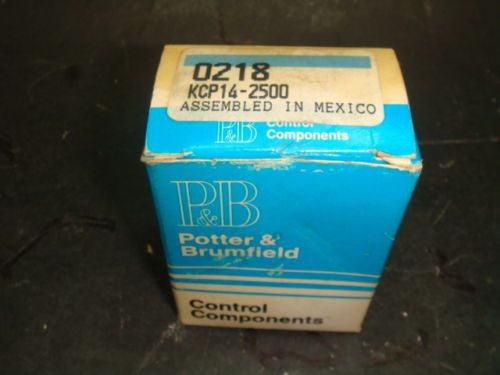 0218
KCP14-2500
ASSEMBLED IN MEXICO
P&B
Control
Components
P&B
Potter &
Brumfield
Control
Components